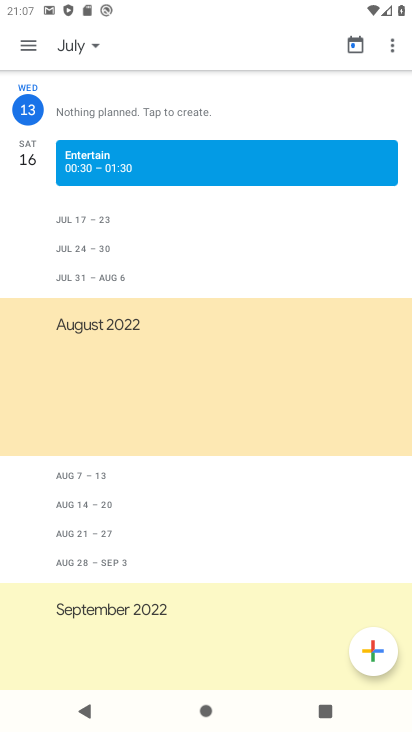 21:07
July
WED
13
Nothing planned. Tap to create.
SAT
16
Entertain
00:30 – 01:30
JUL 17 – 23
JUL 24 – 30
JUL 31 – AUG 6
August 2022
AUG 7 – 13
AUG 14 – 20
AUG 21 – 27
AUG 28 – SEP 3
September 2022